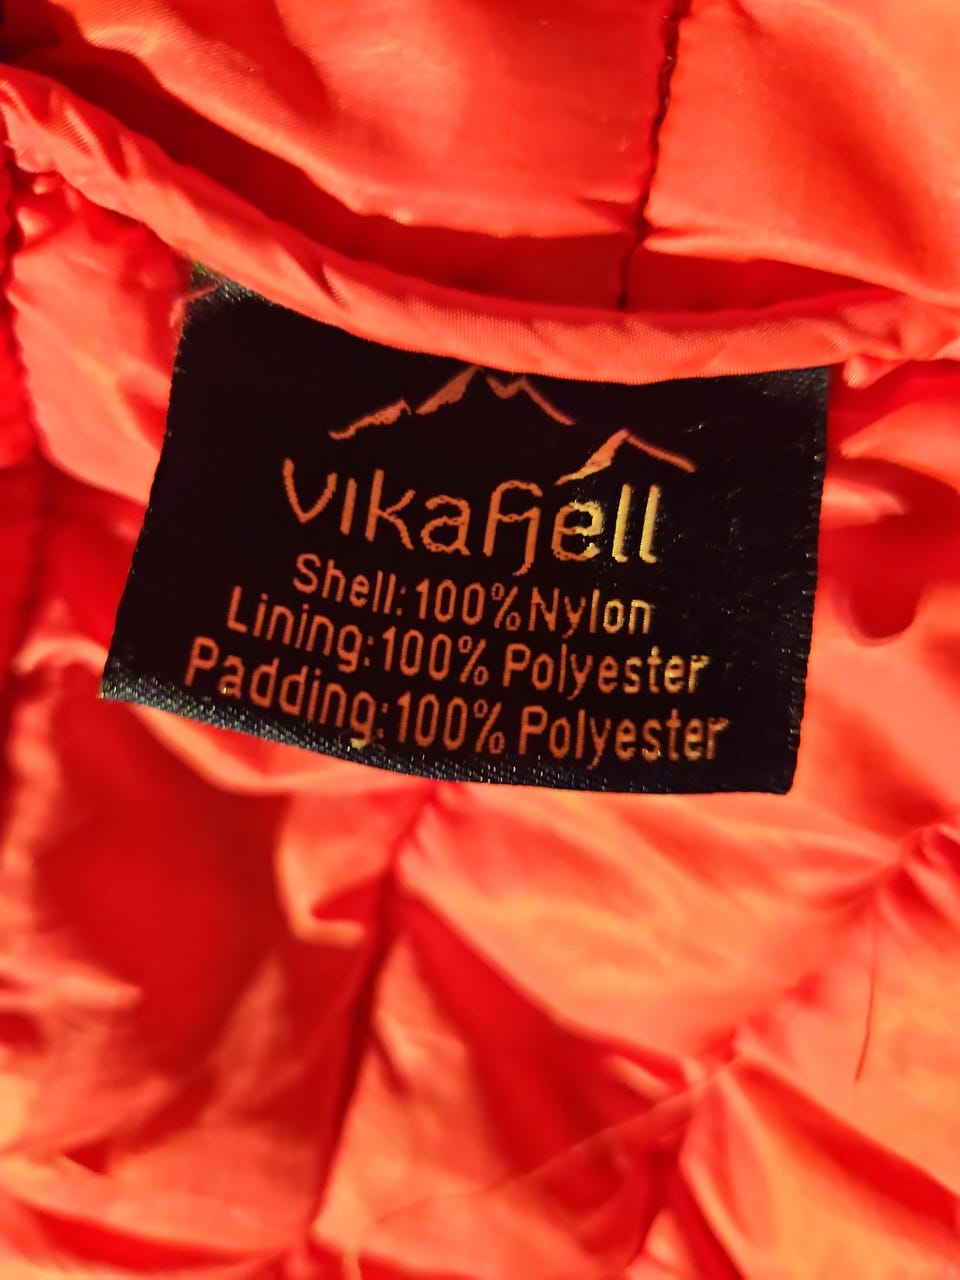 vikafjell
Shell: 100% Nylon
Lining: 100% Polyester
Padding: 100% Polyester